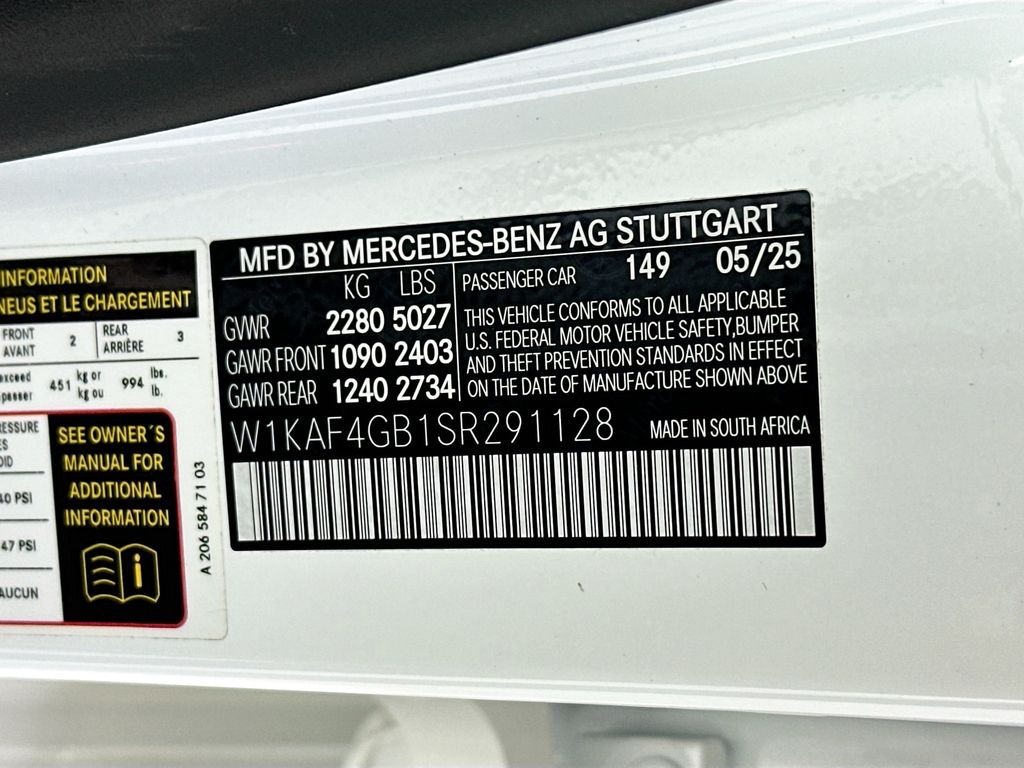 INFORMATION
NEUS ET LE CHARGEMENT
FRONT 2 REAR 3
AVANT ARRIÈRE
exceed 451 kg or 994 lbs.
kg ou lb.
SEE OWNER´S
MANUAL FOR
ADDITIONAL
INFORMATION
40 PSI
47 PSI
AUCUN
A 206 584 71 03
MFD BY MERCEDES-BENZ AG STUTTGART
KG LBS
GVWR 2280 5027
GAWR FRONT 1090 2403
GAWR REAR 1240 2734
PASSENGER CAR 149 05/25
THIS VEHICLE CONFORMS TO ALL APPLICABLE
U.S. FEDERAL MOTOR VEHICLE SAFETY,BUMPER
AND THEFT PREVENTION STANDARDS IN EFFECT
ON THE DATE OF MANUFACTURE SHOWN ABOVE
W1KAF4GB1SR291128 MADE IN SOUTH AFRICA